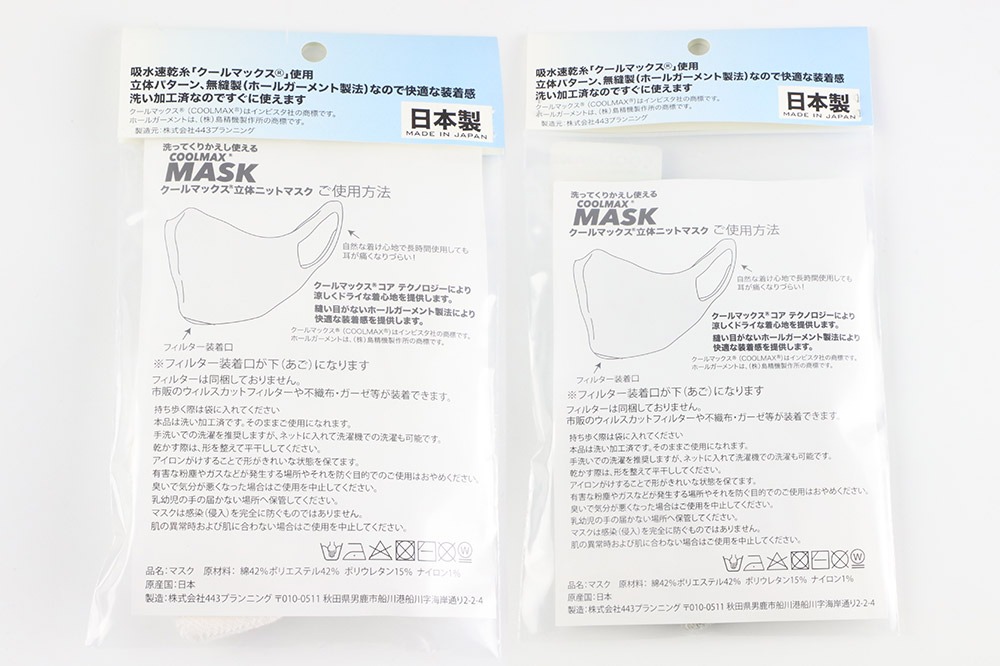 吸水速乾糸「クールマックス®」使用
立体パターン、無縫製(ホールガーメント製法)なので快適な装着感
洗い加工済なのですぐに使えます
クールマックス®(COOLMAX®)はインビスタ社の商標です。
ホールガーメントは、(株)島精機製作所の商標です。
製造元:株式会社443プランニング
日本製
MADE IN JAPAN
洗ってくりかえし使える
COOLMAX®
MASK
クールマックス®立体ニットマスク ご使用方法
自然な着け心地で長時間使用しても
耳が痛くなりづらい!
クールマックス®コア テクノロジーにより
涼しくドライな着心地を提供します。
縫い目がないホールガーメント製法により
快適な装着感を提供します。
クールマックス®(COOLMAX®)はインビスタ社の商標です。
ホールガーメントは、(株)島精機製作所の商標です。
フィルター装着口
※フィルター装着口が下(あご)になります
フィルターは同梱しておりません。
市販のウィルスカットフィルターや不織布・ガーゼ等が装着できます。
持ち歩く際は袋に入れてください
本品は洗い加工済です。そのままご使用になれます。
手洗いでの洗濯を推奨しますが、ネットに入れて洗濯機での洗濯も可能です。
乾かす際は、形を整えて平干ししてください。
アイロンがけすることで形がきれいな状態を保てます。
有害な粉塵やガスなどが発生する場所やそれを防ぐ目的でのご使用はおやめください。
臭いで気分が悪くなった場合はご使用を中止してください。
乳幼児の手の届かない場所へ保管してください。
マスクは感染(侵入)を完全に防ぐものではありません。
肌の異常時および肌に合わない場合はご使用を中止してください。
品名:マスク 原材料: 綿42%ポリエステル42% ポリウレタン15% ナイロン1%
原産国:日本
製造:株式会社443プランニング 〒010-0511 秋田県男鹿市船川港船川字海岸通り2-2-4
吸水速乾糸「クールマックス®」使用
立体パターン、無縫製(ホールガーメント製法)なので快適な装着感
洗い加工済なのですぐに使えます
クールマックス®(COOLMAX®)はインビスタ社の商標です。
ホールガーメントは、(株)島精機製作所の商標です。
製造元:株式会社443プランニング
日本製
MADE IN JAPAN
洗ってくりかえし使える
COOLMAX®
MASK
クールマックス®立体ニットマスク ご使用方法
自然な着け心地で長時間使用しても
耳が痛くなりづらい!
クールマックス®コア テクノロジーにより
涼しくドライな着心地を提供します。
縫い目がないホールガーメント製法により
快適な装着感を提供します。
クールマックス®(COOLMAX®)はインビスタ社の商標です。
ホールガーメントは、(株)島精機製作所の商標です。
フィルター装着口
※フィルター装着口が下(あご)になります
フィルターは同梱しておりません。
市販のウィルスカットフィルターや不織布・ガーゼ等が装着できます。
持ち歩く際は袋に入れてください
本品は洗い加工済です。そのままご使用になれます。
手洗いでの洗濯を推奨しますが、ネットに入れて洗濯機での洗濯も可能です。
乾かす際は、形を整えて平干ししてください。
アイロンがけすることで形がきれいな状態を保てます。
有害な粉塵やガスなどが発生する場所やそれを防ぐ目的でのご使用はおやめください。
臭いで気分が悪くなった場合はご使用を中止してください。
乳幼児の手の届かない場所へ保管してください。
マスクは感染(侵入)を完全に防ぐものではありません。
肌の異常時および肌に合わない場合はご使用を中止してください。
品名:マスク 原材料: 綿42%ポリエステル42% ポリウレタン15% ナイロン1%
原産国:日本
製造:株式会社443プランニング 〒010-0511 秋田県男鹿市船川港船川字海岸通り2-2-4